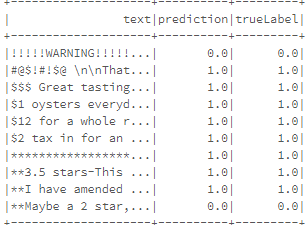 +--------------------+----------+---------+
|                text|prediction|trueLabel|
+--------------------+----------+---------+
|!!!!!WARNING!!!!!...|       0.0|      0.0|
|#@$!#!$@ \n\nThat...|       1.0|      1.0|
|$$$ Great tasting...|       1.0|      1.0|
|$1 oysters everyd...|       1.0|      1.0|
|$12 for a whole r...|       1.0|      1.0|
|$2 tax in for an ...|       1.0|      1.0|
|*****************...|       1.0|      1.0|
|**3.5 stars-This ...|       1.0|      1.0|
|**I have amended ...|       1.0|      1.0|
|**Maybe a 2 star,...|       0.0|      0.0|